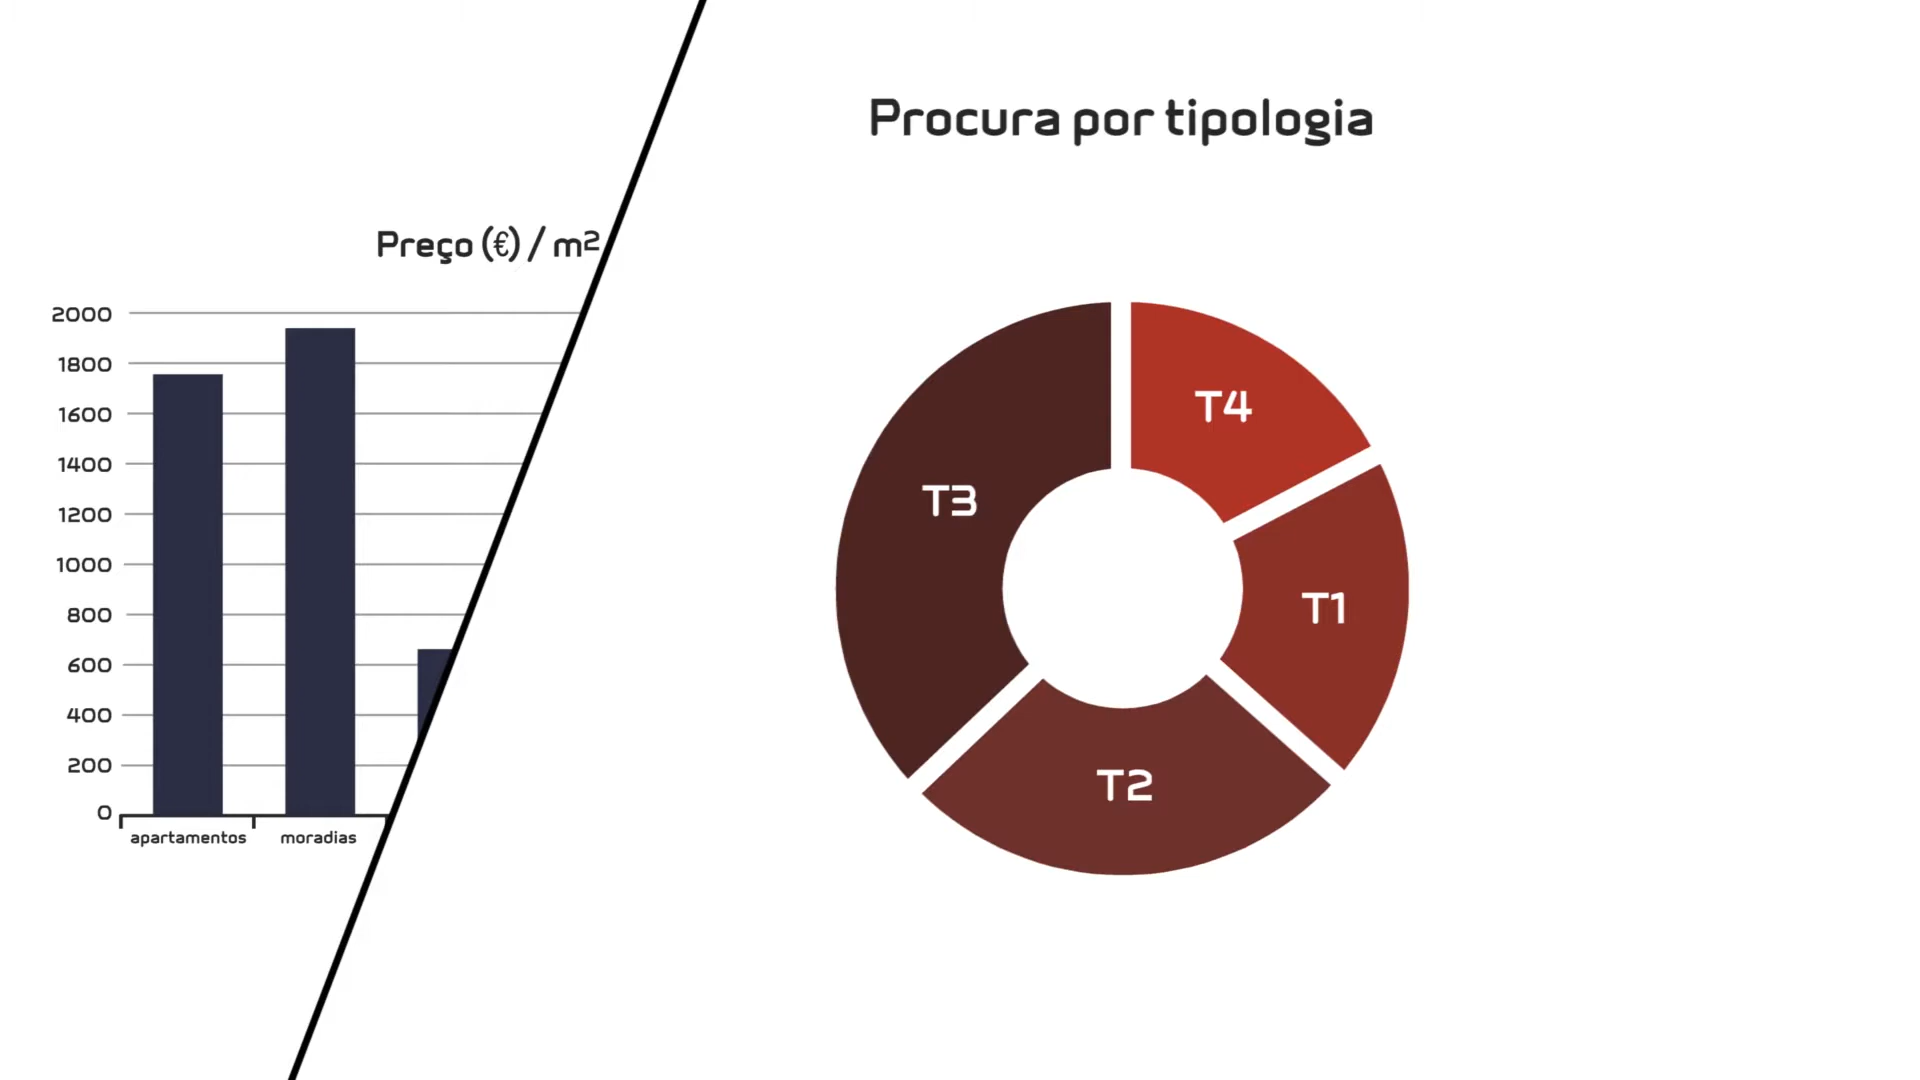 Preço (€) / m²
2000
1800
1600
1400
1200
1000
800
600
400
200
0
apartamentos
moradias
Procura por tipologia
T4
T3
T1
T2